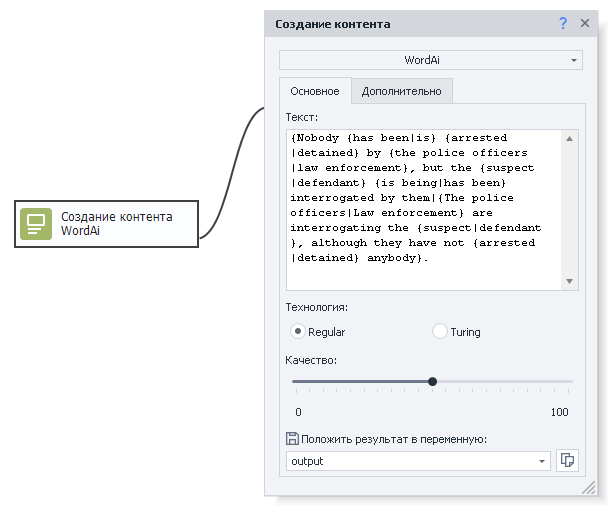 Создание контента
WordAi
Создание контента
?
WordAi
Основное
Дополнительно
Текст:
{Nobody {has been|is} {arrested
|detained} by {the police officers
|law enforcement}, but the {suspect
|defendant} {is being|has been}
interrogated by them|{The police
officers|Law enforcement} are
interrogating the {suspect|defendant
}, although they have not {arrested
|detained} anybody}.
Технология:
Regular
Turing
Качество:
0
100
Положить результат в переменную:
output